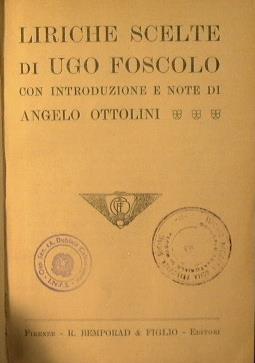 LIRICHE SCELTE
DI UGO FOSCOLO
CON INTRODUZIONE E NOTE DI
ANGELO OTTOLINI
FIRENZE - R. BEMPORAD & FIGLIO - EDITORI